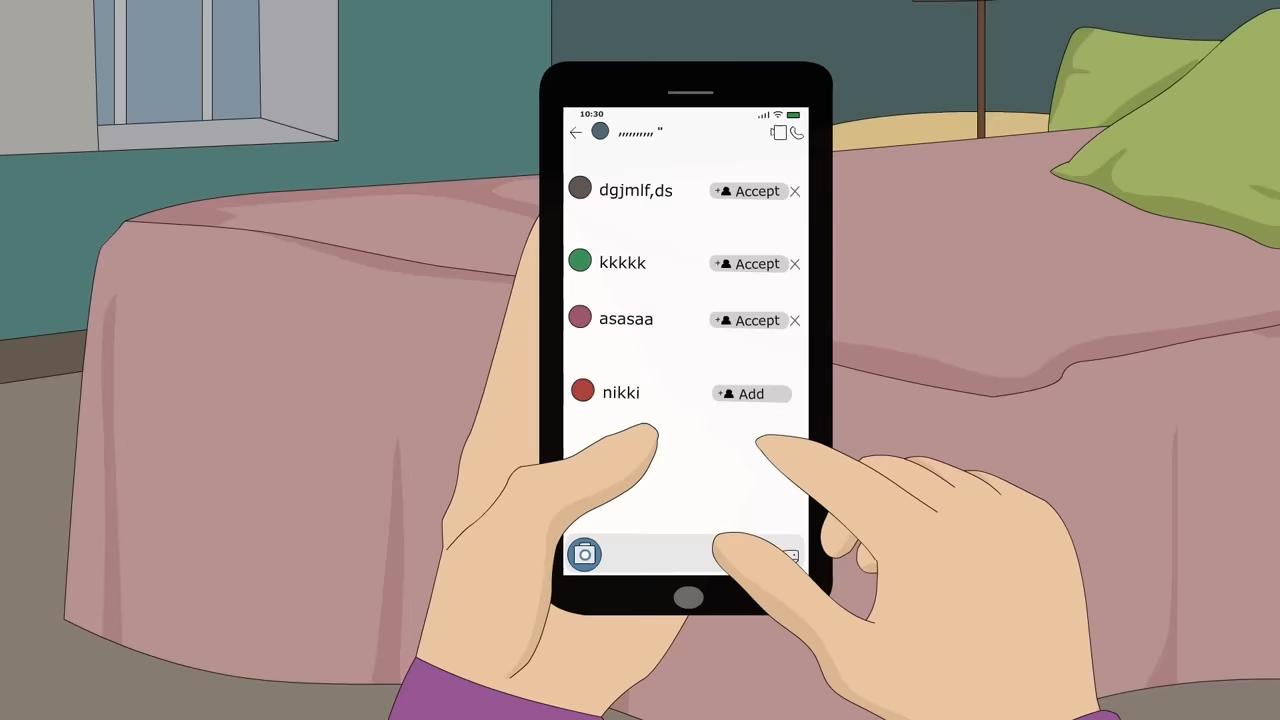 10:30
,,,,,,,,, "
dgjmlf,ds Accept
kkkkk Accept
asasaa Accept
nikki Add